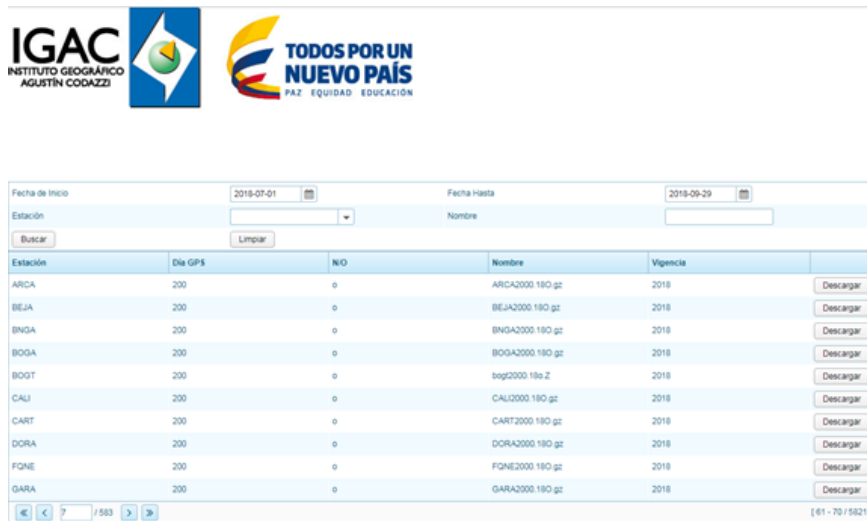 IGAC
INSTITUTO GEOGRÁFICO
AGUSTÍN CODAZZI
TODOS POR UN
NUEVO PAÍS
PAZ EQUIDAD EDUCACIÓN
Fecha de Inicio 2018-07-01 Fecha Hasta 2018-09-29
Estación Nombre
Buscar Limpiar
Estación Día GPS N/O Nombre Vigencia
ARCA 200 o ARCA2000.18O.gz 2018 Descargar
BEJA 200 o BEJA2000.18O.gz 2018 Descargar
BNGA 200 o BNGA2000.18O.gz 2018 Descargar
BOGA 200 o BOGA2000.18O.gz 2018 Descargar
BOGT 200 o bogt2000.18o.Z 2018 Descargar
CALI 200 o CALI2000.18O.gz 2018 Descargar
CART 200 o CART2000.18O.gz 2018 Descargar
DORA 200 o DORA2000.18O.gz 2018 Descargar
FQNE 200 o FQNE2000.18O.gz 2018 Descargar
GARA 200 o GARA2000.18O.gz 2018 Descargar
7 / 583 [ 61 - 70 / 582